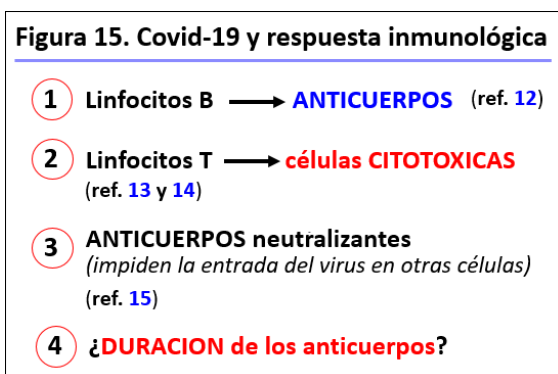 Figura 15. Covid-19 y respuesta inmunológica
1 Linfocitos B → ANTICUERPOS (ref. 12)
2 Linfocitos T → células CITOTOXICAS
(ref. 13 y 14)
3 ANTICUERPOS neutralizantes
(impiden la entrada del virus en otras células)
(ref. 15)
4 ¿DURACION de los anticuerpos?